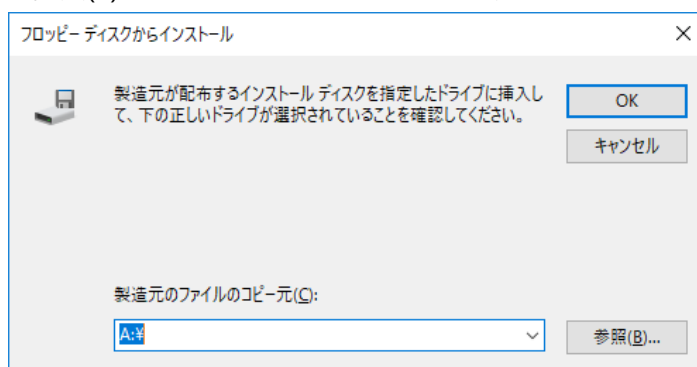 フロッピー ディスクからインストール
製造元が配布するインストール ディスクを指定したドライブに挿入し
て、下の正しいドライブが選択されていることを確認してください。
OK
キャンセル
製造元のファイルのコピー元(C):
A:¥
参照(B)...